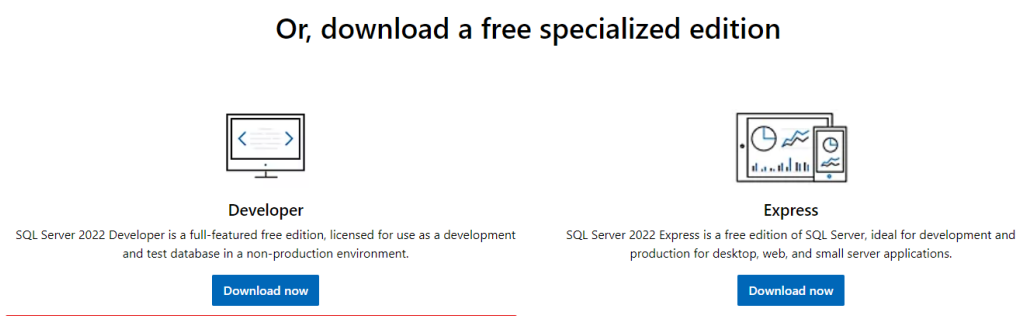 Or, download a free specialized edition
Developer
SQL Server 2022 Developer is a full-featured free edition, licensed for use as a development
and test database in a non-production environment.
Download now
Express
SQL Server 2022 Express is a free edition of SQL Server, ideal for development and
production for desktop, web, and small server applications.
Download now